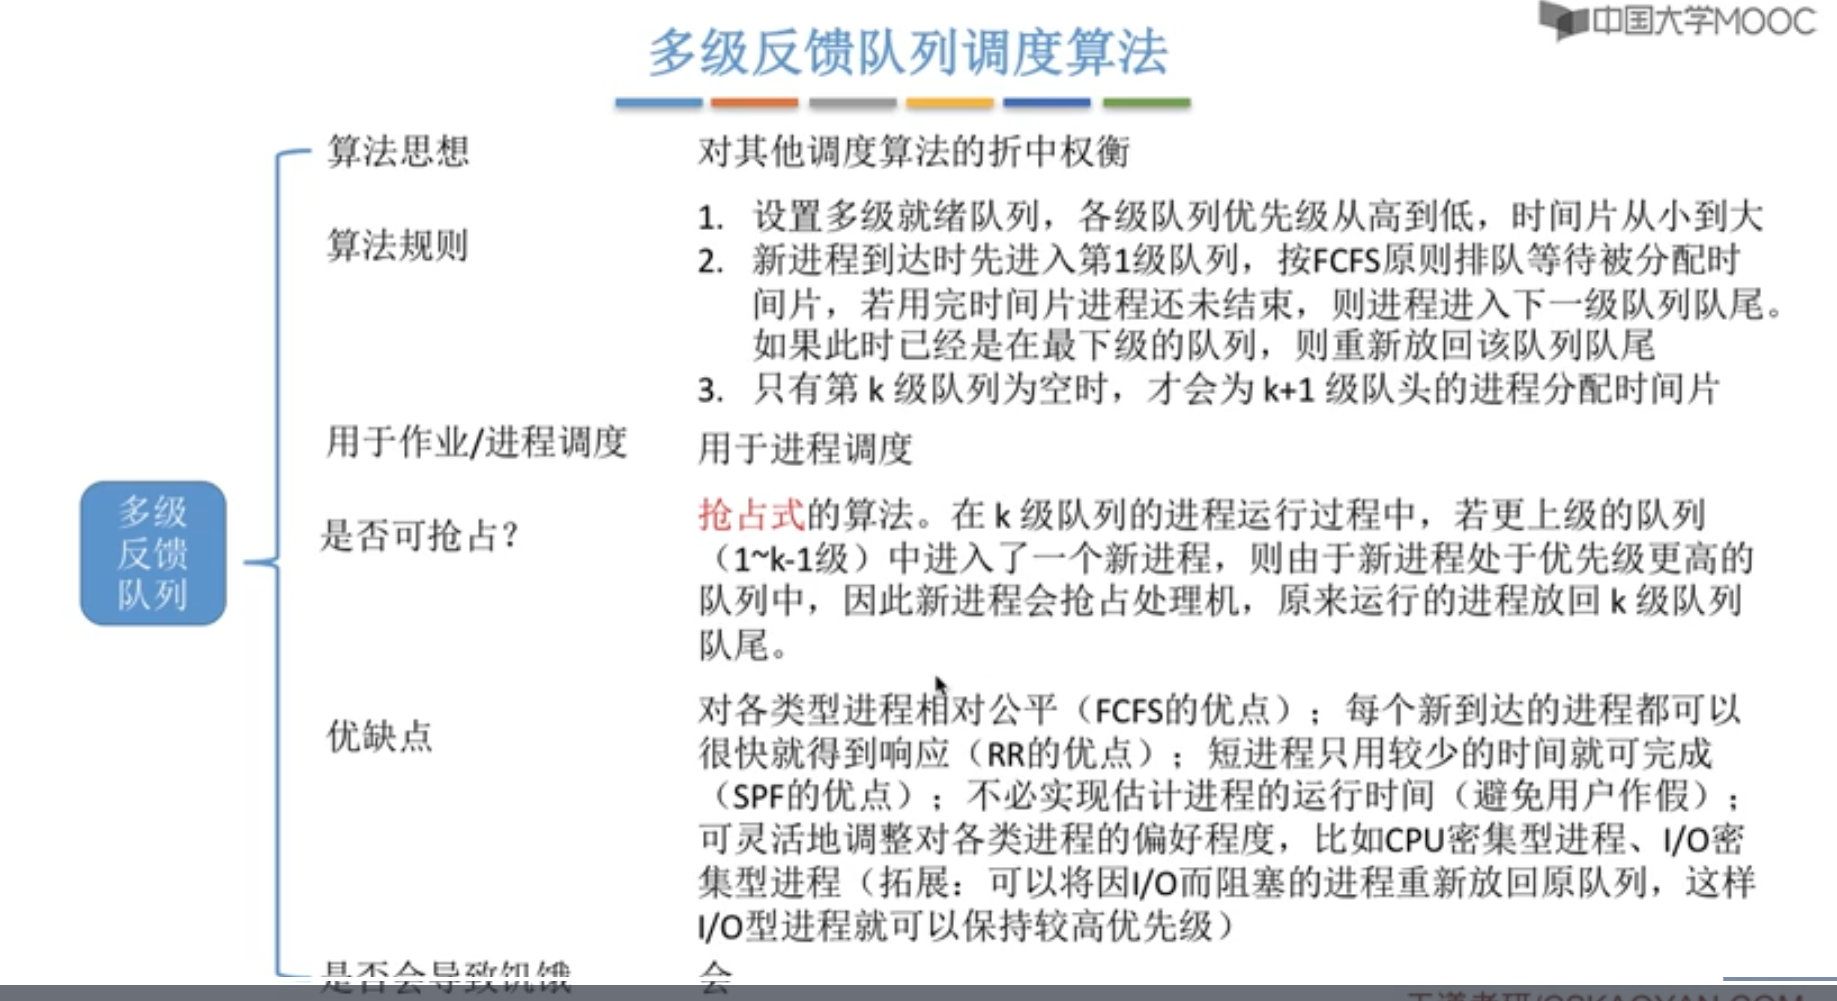 中国大学MOOC
多级反馈队列调度算法
算法思想
对其他调度算法的折中权衡
算法规则
1. 设置多级就绪队列，各级队列优先级从高到低，时间片从小到大
2. 新进程到达时先进入第1级队列，按FCFS原则排队等待被分配时
间片，若用完时间片进程还未结束，则进程进入下一级队列队尾。
如果此时已经是在最下级的队列，则重新放回该队列队尾
3. 只有第 k 级队列为空时，才会为 k+1 级队头的进程分配时间片
用于作业/进程调度
用于进程调度
多级
反馈
队列
是否可抢占？
抢占式的算法。在 k 级队列的进程运行过程中，若更上级的队列
（1~k-1级）中进入了一个新进程，则由于新进程处于优先级更高的
队列中，因此新进程会抢占处理机，原来运行的进程放回 k 级队列
队尾。
优缺点
对各类型进程相对公平（FCFS的优点）；每个新到达的进程都可以
很快就得到响应（RR的优点）；短进程只用较少的时间就可完成
（SPF的优点）；不必实现估计进程的运行时间（避免用户作假）；
可灵活地调整对各类进程的偏好程度，比如CPU密集型进程、I/O密
集型进程（拓展：可以将因I/O而阻塞的进程重新放回原队列，这样
I/O型进程就可以保持较高优先级）
是否会导致饥饿
会